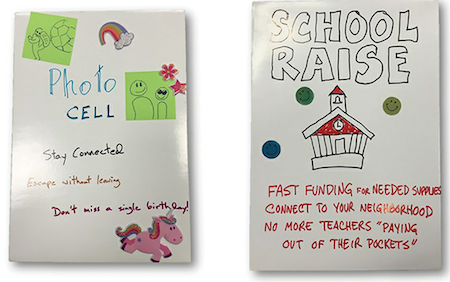 Photo
CELL
Stay Connected
Escape without leaving
Don't miss a single birthday!
SCHOOL
RAISE
FAST FUNDING FOR NEEDED SUPPLIES
CONNECT TO YOUR NEIGHBORHOOD
NO MORE TEACHERS "PAYING
OUT OF THEIR POCKETS"